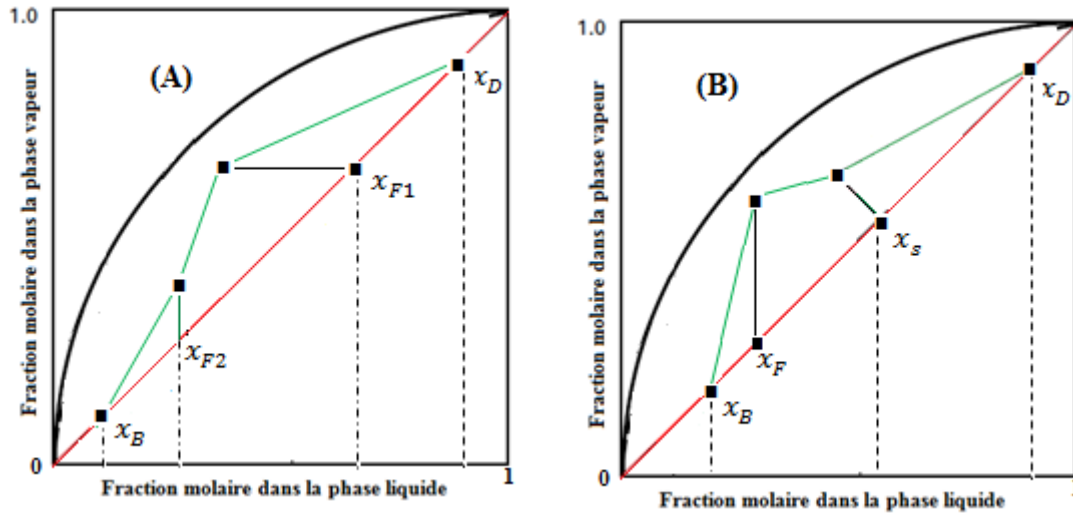 1.0
(A)
x_D
x_{F1}
x_{F2}
x_B
0
1
Fraction molaire dans la phase vapeur
Fraction molaire dans la phase liquide
1.0
(B)
x_D
x_s
x_F
x_B
0
Fraction molaire dans la phase vapeur
Fraction molaire dans la phase liquide